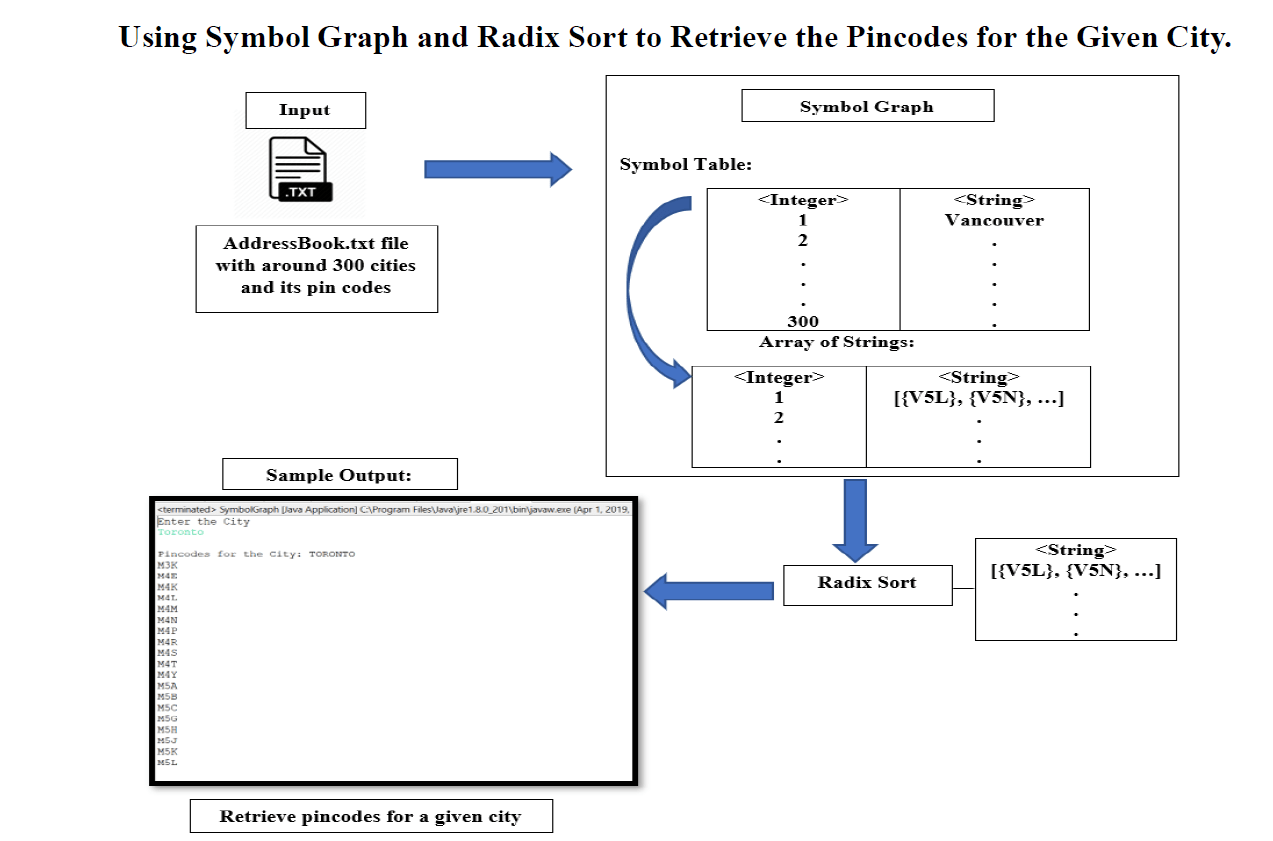 Using Symbol Graph and Radix Sort to Retrieve the Pincodes for the Given City.
Input
.TXT
AddressBook.txt file
with around 300 cities
and its pin codes
Symbol Graph
Symbol Table:
<Integer> <String>
1 Vancouver
2 .
. .
. .
. .
300 .
Array of Strings:
<Integer> <String>
1 [{V5L}, {V5N}, ...]
2 .
. .
. .
Radix Sort
<String>
[{V5L}, {V5N}, ...]
.
.
.
Sample Output:
<terminated> SymbolGraph [Java Application] C:\Program Files\Java\jre1.8.0_201\bin\javaw.exe (Apr 1, 2019,
Enter the City
Toronto
Pincodes for the City: TORONTO
M3K
M4E
M4K
M4L
M4M
M4N
M4P
M4R
M4S
M4T
M4Y
M5A
M5B
M5C
M5G
M5H
M5J
M5K
M5L
Retrieve pincodes for a given city